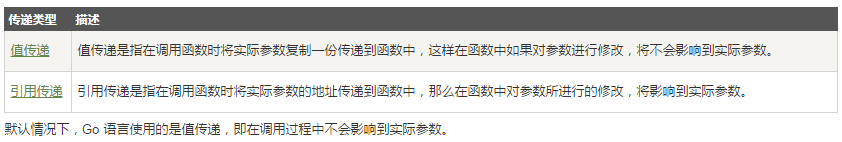 传递类型 描述
值传递 值传递是指在调用函数时将实际参数复制一份传递到函数中，这样在函数中如果对参数进行修改，将不会影响到实际参数。
引用传递 引用传递是指在调用函数时将实际参数的地址传递到函数中，那么在函数中对参数所进行的修改，将影响到实际参数。
默认情况下，Go 语言使用的是值传递，即在调用过程中不会影响到实际参数。